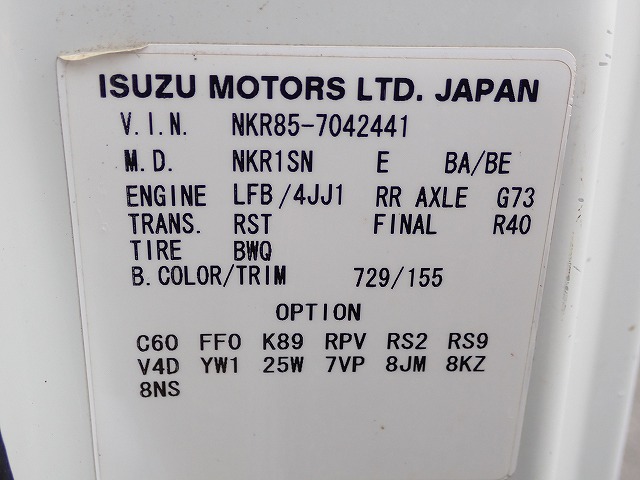 ISUZU MOTORS LTD. JAPAN
V.I.N. NKR85-7042441
M.D. NKR1SN E BA/BE
ENGINE LFB/4JJ1 RR AXLE G73
TRANS. RST FINAL R40
TIRE BWQ
B.COLOR/TRIM 729/155
OPTION
C60 FF0 K89 RPV RS2 RS9
V4D YW1 25W 7VP 8JM 8KZ
8NS